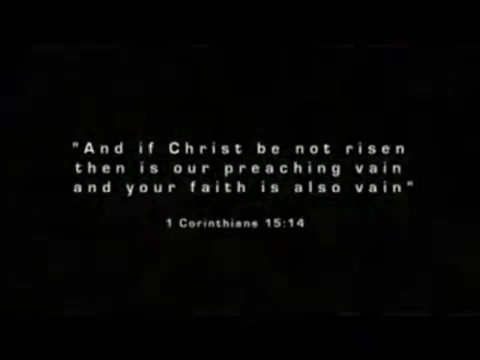 "And if Christ be not risen
then is our preaching vain
and your faith is also vain"
1 Corinthians 15:14